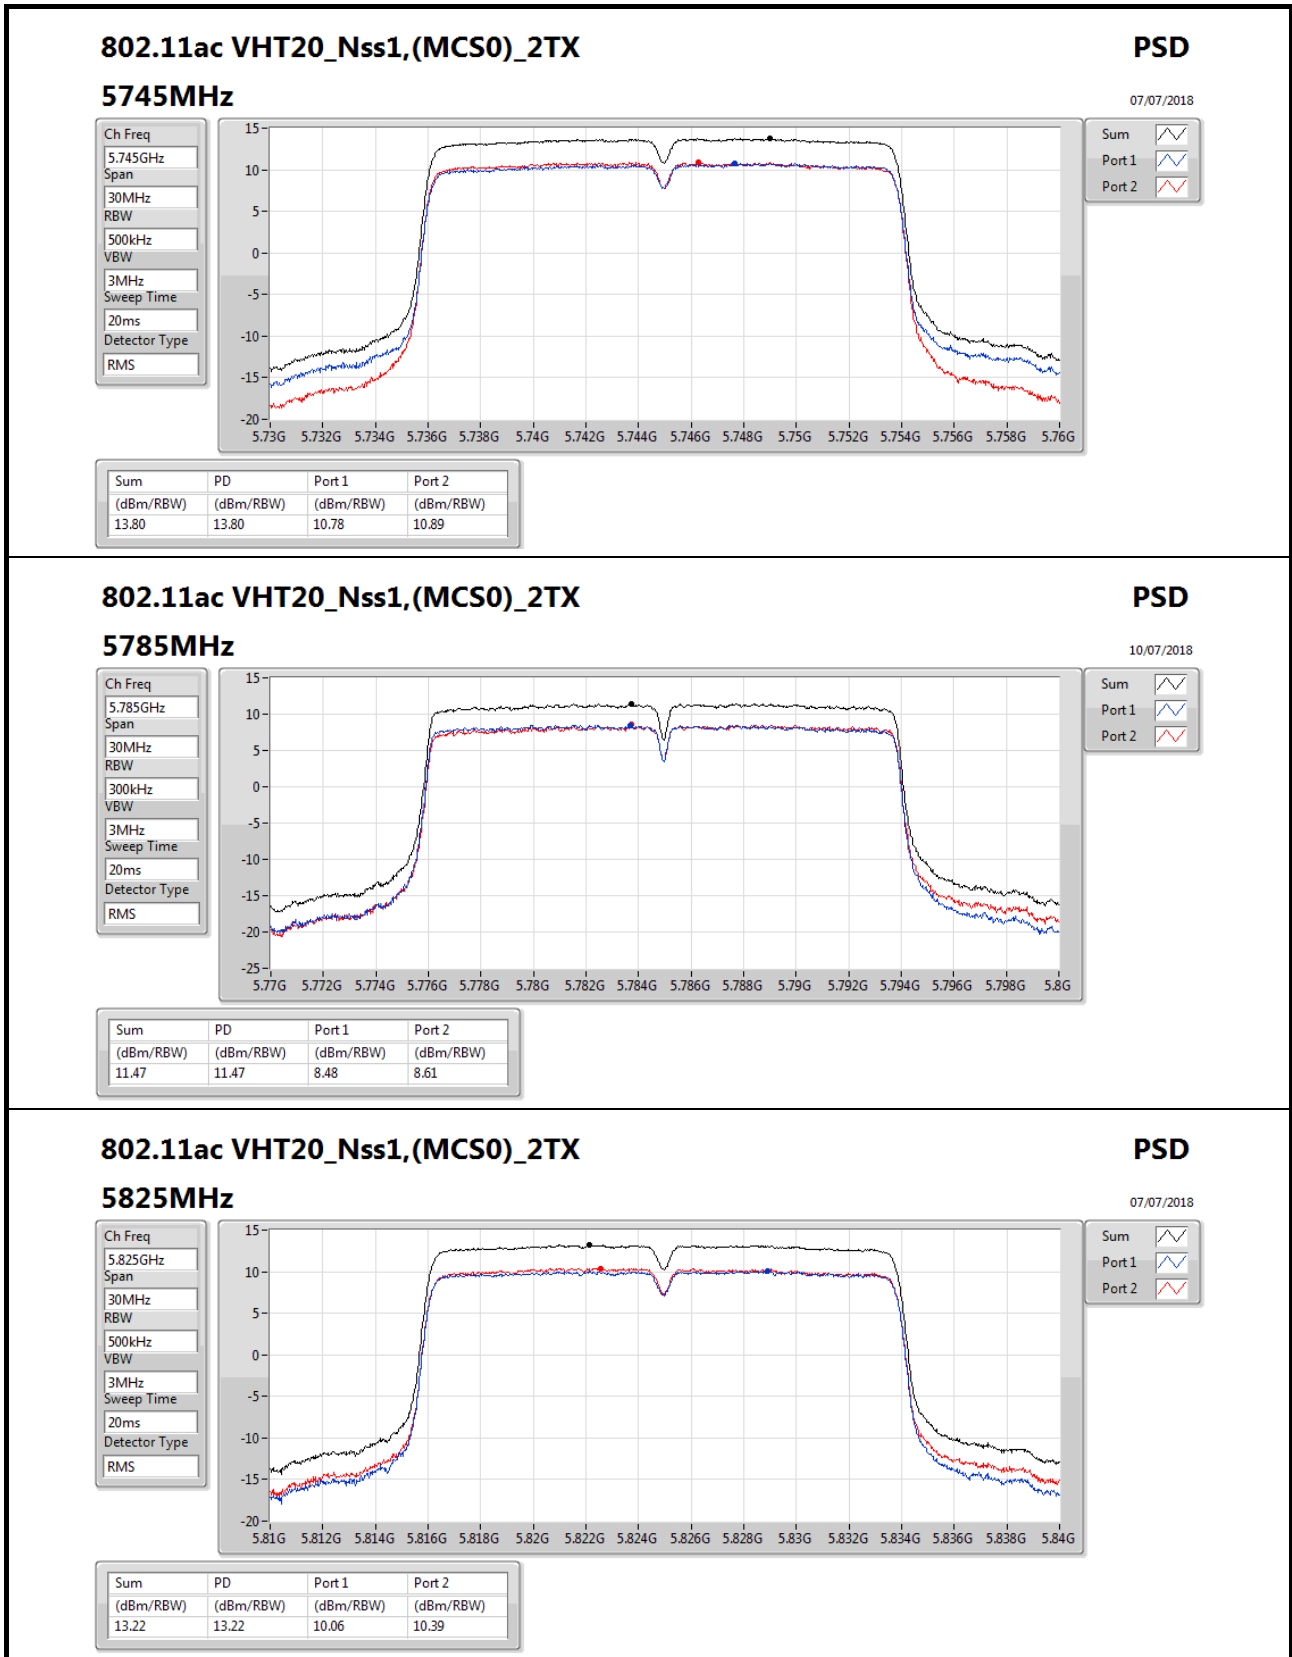 802.11ac VHT20_Nss1,(MCS0)_2TX PSD
5745MHz 07/07/2018
Ch Freq
5.745GHz
Span
30MHz
RBW
500kHz
VBW
3MHz
Sweep Time
20ms
Detector Type
RMS
15
10
5
0
-5
-10
-15
-20
5.73G 5.732G 5.734G 5.736G 5.738G 5.74G 5.742G 5.744G 5.746G 5.748G 5.75G 5.752G 5.754G 5.756G 5.758G 5.76G
Sum
Port 1
Port 2
Sum PD Port 1 Port 2
(dBm/RBW) (dBm/RBW) (dBm/RBW) (dBm/RBW)
13.80 13.80 10.78 10.89
802.11ac VHT20_Nss1,(MCS0)_2TX PSD
5785MHz 10/07/2018
Ch Freq
5.785GHz
Span
30MHz
RBW
300kHz
VBW
3MHz
Sweep Time
20ms
Detector Type
RMS
15
10
5
0
-5
-10
-15
-20
-25
5.77G 5.772G 5.774G 5.776G 5.778G 5.78G 5.782G 5.784G 5.786G 5.788G 5.79G 5.792G 5.794G 5.796G 5.798G 5.8G
Sum
Port 1
Port 2
Sum PD Port 1 Port 2
(dBm/RBW) (dBm/RBW) (dBm/RBW) (dBm/RBW)
11.47 11.47 8.48 8.61
802.11ac VHT20_Nss1,(MCS0)_2TX PSD
5825MHz 07/07/2018
Ch Freq
5.825GHz
Span
30MHz
RBW
500kHz
VBW
3MHz
Sweep Time
20ms
Detector Type
RMS
15
10
5
0
-5
-10
-15
-20
5.81G 5.812G 5.814G 5.816G 5.818G 5.82G 5.822G 5.824G 5.826G 5.828G 5.83G 5.832G 5.834G 5.836G 5.838G 5.84G
Sum
Port 1
Port 2
Sum PD Port 1 Port 2
(dBm/RBW) (dBm/RBW) (dBm/RBW) (dBm/RBW)
13.22 13.22 10.06 10.39